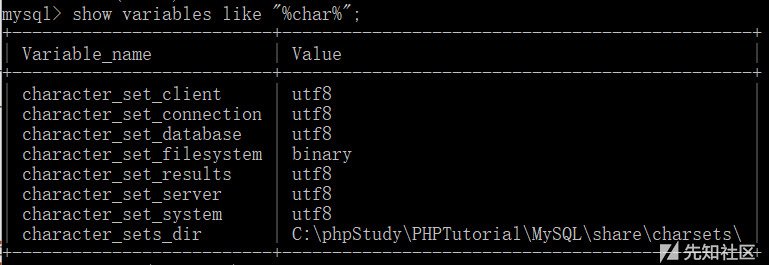 mysql> show variables like "%char%";
+--------------------------+-----------------------------------------------+
| Variable_name | Value |
+--------------------------+-----------------------------------------------+
| character_set_client | utf8
| character_set_connection | utf8
| character_set_database | utf8
| character_set_filesystem | binary
| character_set_results | utf8
| character_set_server | utf8
| character_set_system | utf8
| character_sets_dir | C:\phpStudy\PHPTutorial\MySQL\share\charsets\ |
+--------------------------+-----------------------------------------------+
先知社区